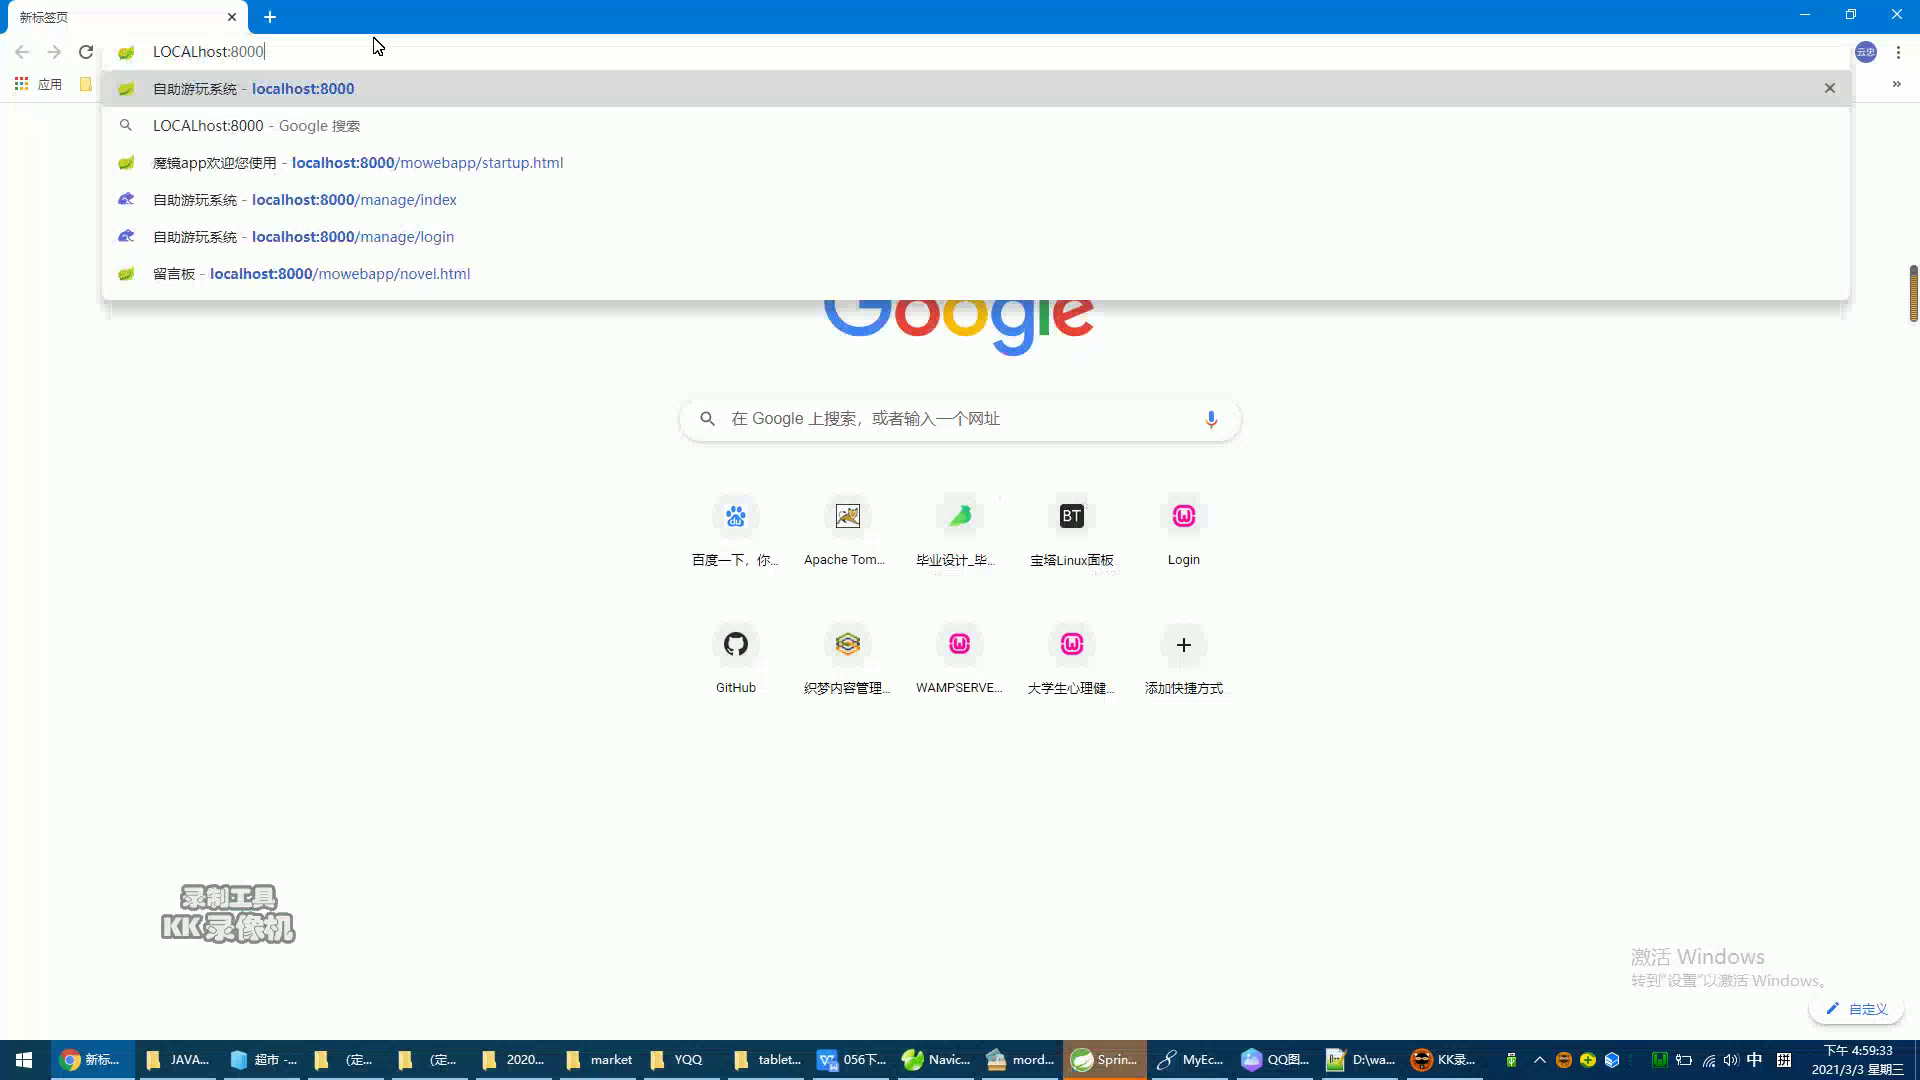 新标签页
LOCALhost:8000
应用
云忠
自助游玩系统 - localhost:8000
LOCALhost:8000 - Google 搜索
魔镜app欢迎您使用 - localhost:8000/mowebapp/startup.html
自助游玩系统 - localhost:8000/manage/index
自助游玩系统 - localhost:8000/manage/login
留言板 - localhost:8000/mowebapp/novel.html
Google
在 Google 上搜索，或者输入一个网址
百度一下，你...
Apache Tom...
毕业设计_毕...
宝塔Linux面板
Login
GitHub
织梦内容管理...
WAMPSERVE...
大学生心理健...
添加快捷方式
录制工具
KK录像机
激活 Windows
转到"设置"以激活 Windows。
自定义
新标...
JAVA...
超市 -...
(定...
(定...
2020...
market
YQQ
tablet...
056下...
Navic...
mord...
Sprin...
MyEc...
QQ图...
D:\wa...
KK录...
中
拼
下午 4:59:33
2021/3/3 星期三